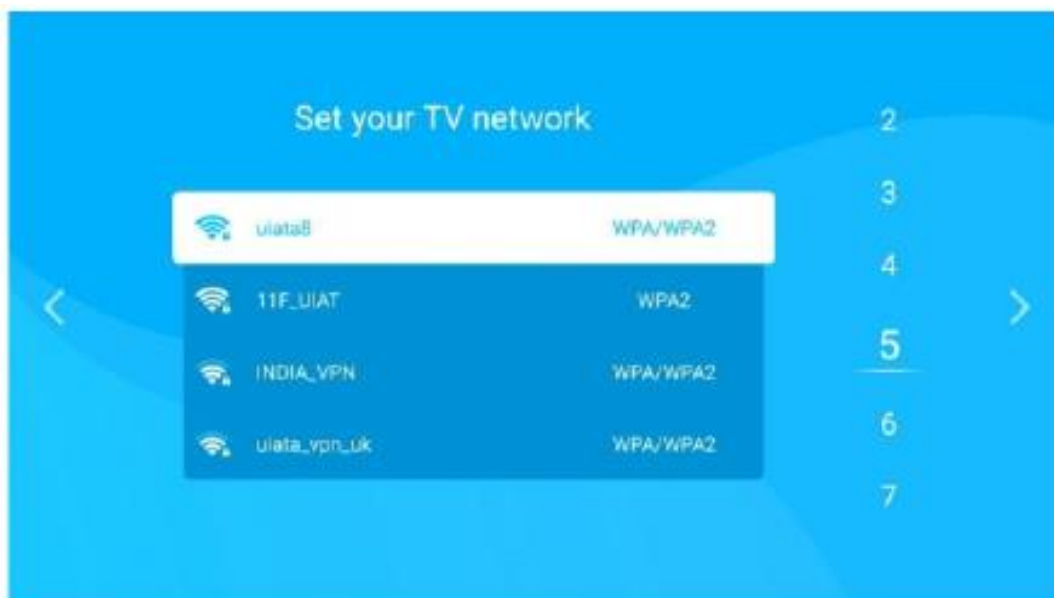 Set your TV network
uiata8 WPA/WPA2
11F_UIAT WPA2
INDIA_VPN WPA/WPA2
uiata_vpn_uk WPA/WPA2
2
3
4
5
6
7